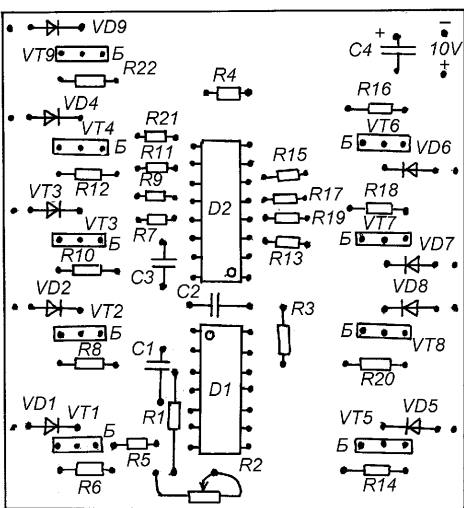 VD9
VT9 Б
R22
VD4
VT4 Б
R12
VT3
VT3 Б
R10
VD2
VT2
Б
R8
VD1
VT1
Б
R6
R4
R21
R11
R9
R7
C3
D2
R15
R17
R19
R13
C2
R3
C1
D1
R1
R5
R2
+
C4
−
10V
+
R16
VT6
Б
VD6
R18
VT7
Б
VD7
VD8
Б
VT8
R20
VT5
VD5
Б
R14